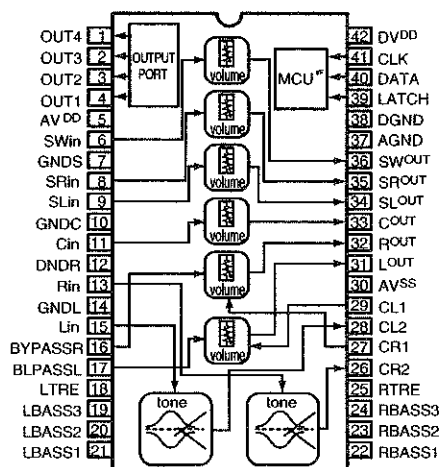 OUT4 1
OUT3 2
OUT2 3
OUT1 4
AVDD 5
SWin 6
GNDS 7
SRin 8
SLin 9
GNDC 10
Cin 11
DNDR 12
Rin 13
GNDL 14
Lin 15
BYPASSR 16
BLPASSL 17
LTRE 18
LBASS3 19
LBASS2 20
LBASS1 21
OUTPUT
PORT
volume
volume
volume
volume
volume
volume
tone
tone
MCU I/F
42 DVDD
41 CLK
40 DATA
39 LATCH
38 DGND
37 AGND
36 SWOUT
35 SROUT
34 SLOUT
33 COUT
32 ROUT
31 LOUT
30 AVSS
29 CL1
28 CL2
27 CR1
26 CR2
25 RTRE
24 RBASS3
23 RBASS2
22 RBASS1